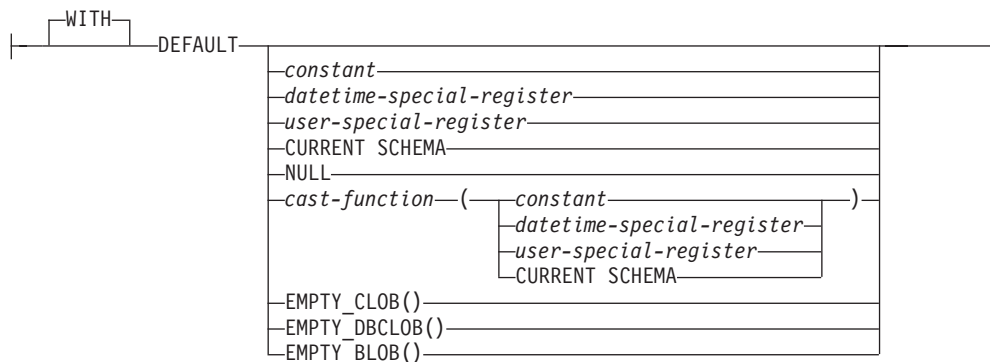 WITH
DEFAULT
constant
datetime-special-register
user-special-register
CURRENT SCHEMA
NULL
cast-function ( constant )
datetime-special-register
user-special-register
CURRENT SCHEMA
EMPTY_CLOB()
EMPTY_DBCLOB()
EMPTY_BLOB()